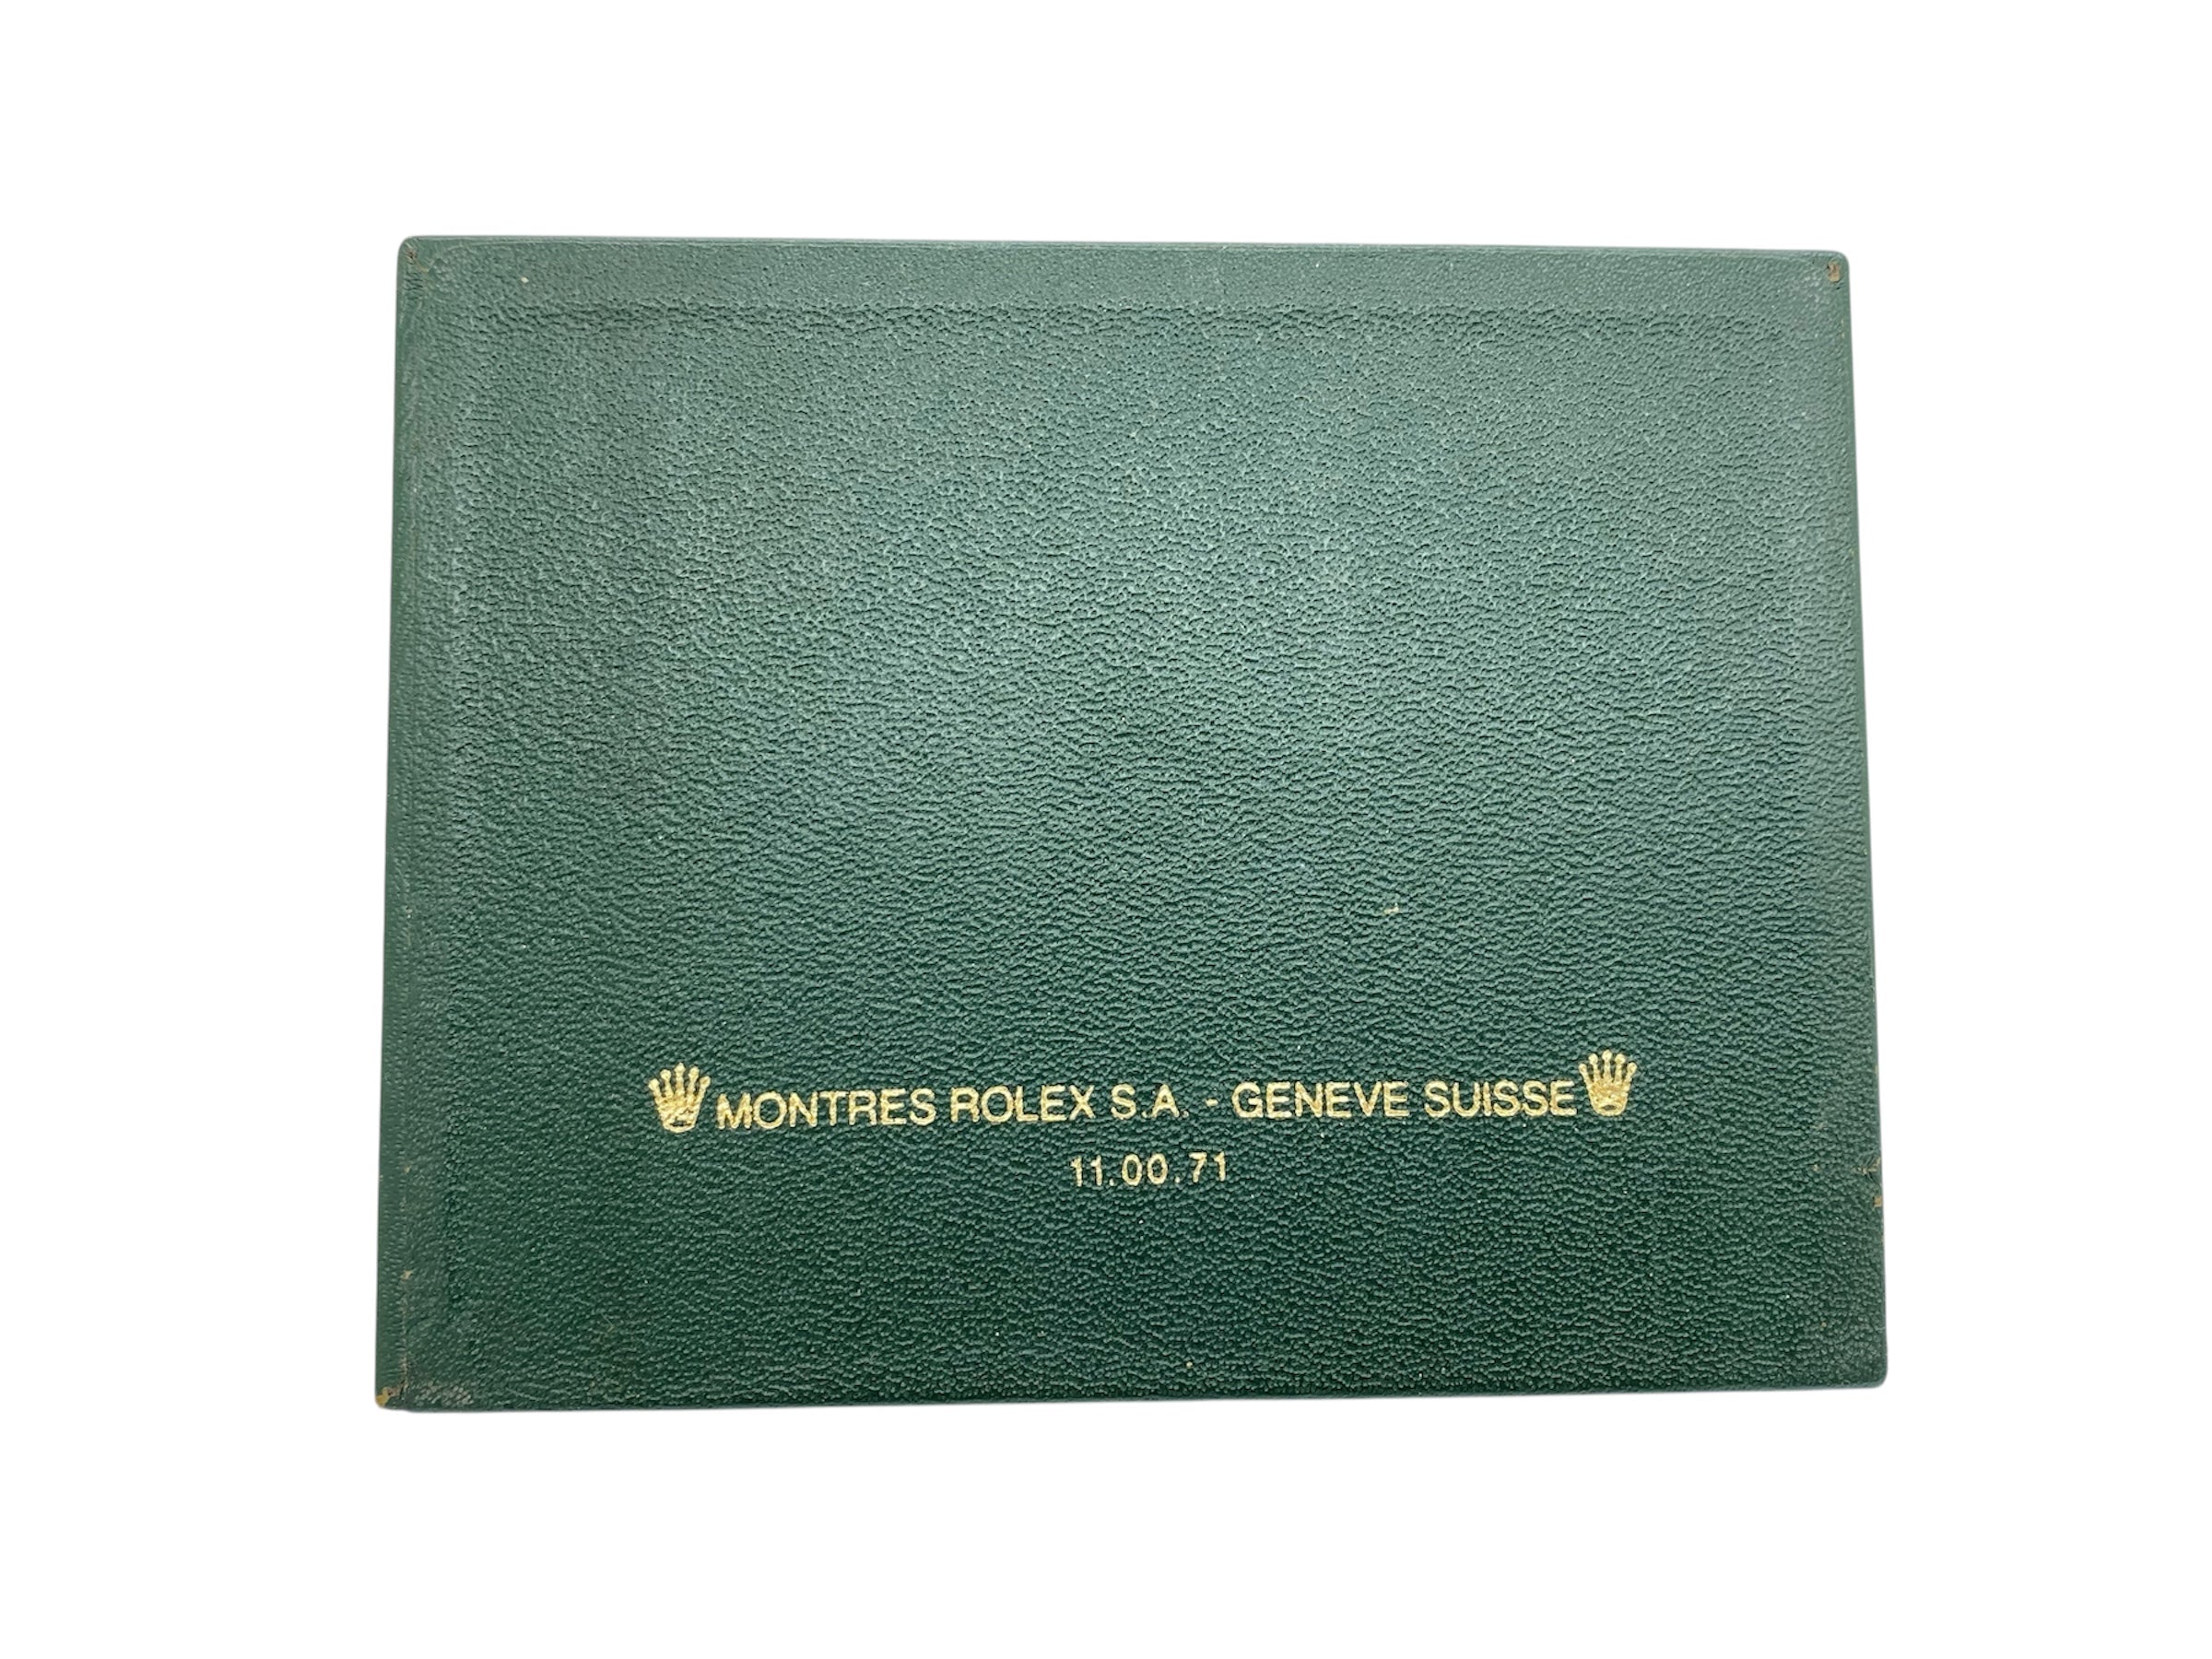 MONTRES ROLEX S.A. - GENEVE SUISSE
11.00.71